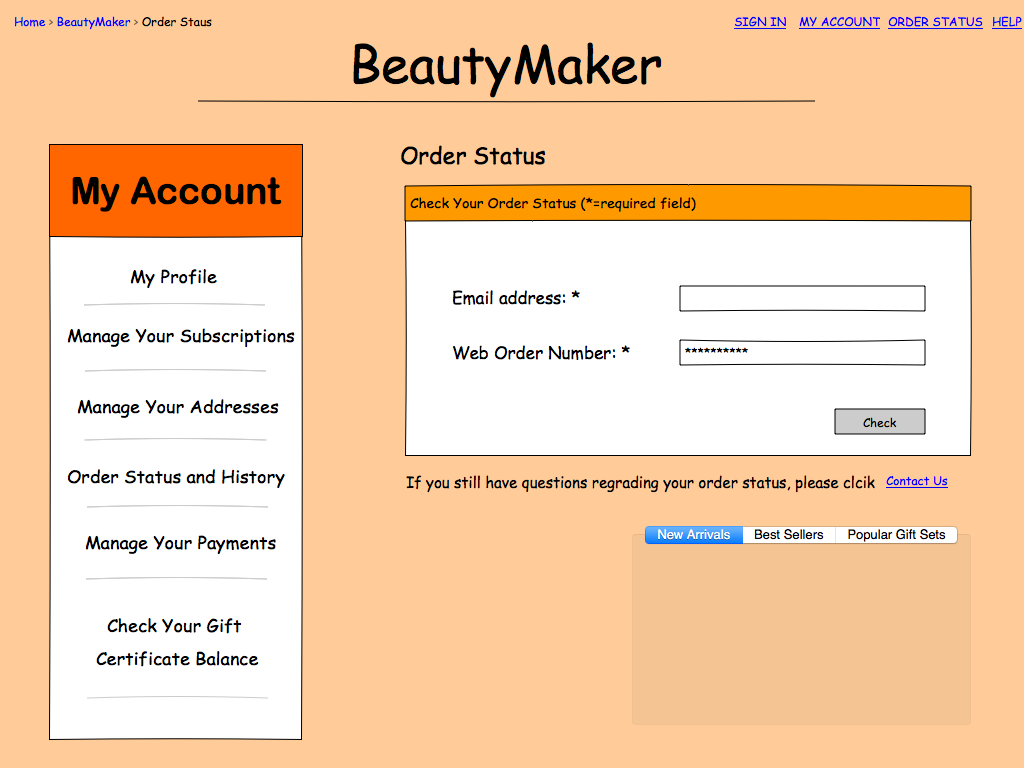 Home > BeautyMaker > Order Staus
SIGN IN MY ACCOUNT ORDER STATUS HELP
BeautyMaker
My Account
My Profile
Manage Your Subscriptions
Manage Your Addresses
Order Status and History
Manage Your Payments
Check Your Gift
Certificate Balance
Order Status
Check Your Order Status (*=required field)
Email address: *
Web Order Number: * **********
Check
If you still have questions regrading your order status, please clcik Contact Us
New Arrivals Best Sellers Popular Gift Sets